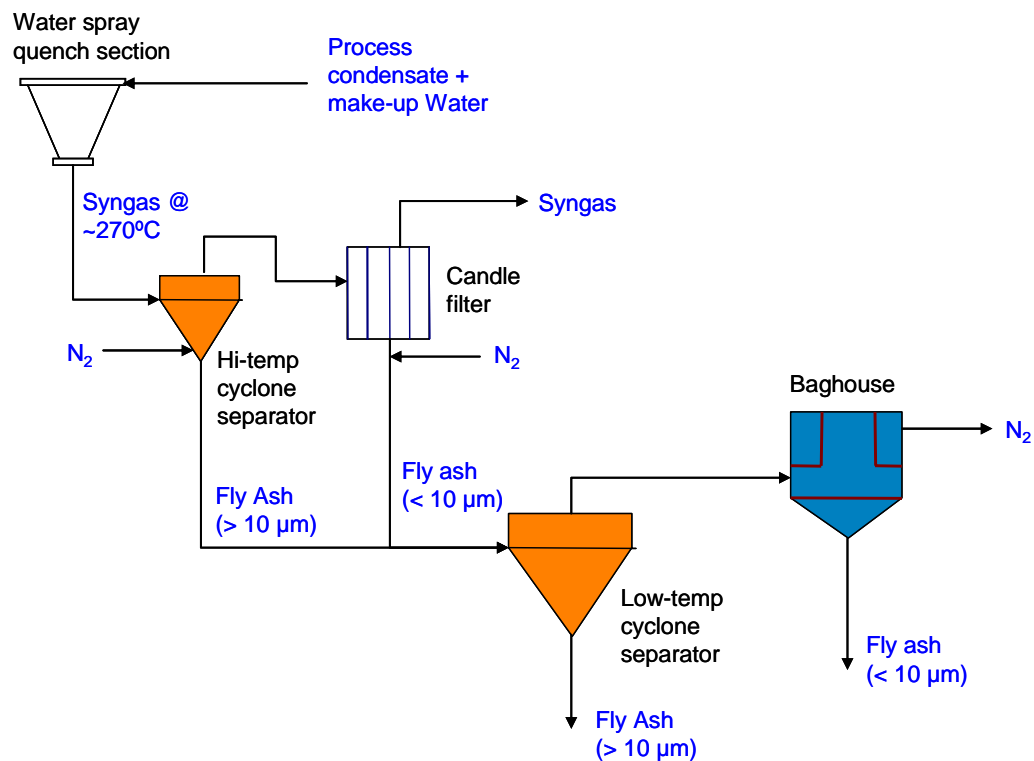 Water spray
quench section
Process
condensate +
make-up Water
Syngas @
~270ºC
Syngas
Candle
filter
N2
Hi-temp
cyclone
separator
N2
Baghouse
N2
Fly Ash
(> 10 µm)
Fly ash
(< 10 µm)
Low-temp
cyclone
separator
Fly ash
(< 10 µm)
Fly Ash
(> 10 µm)